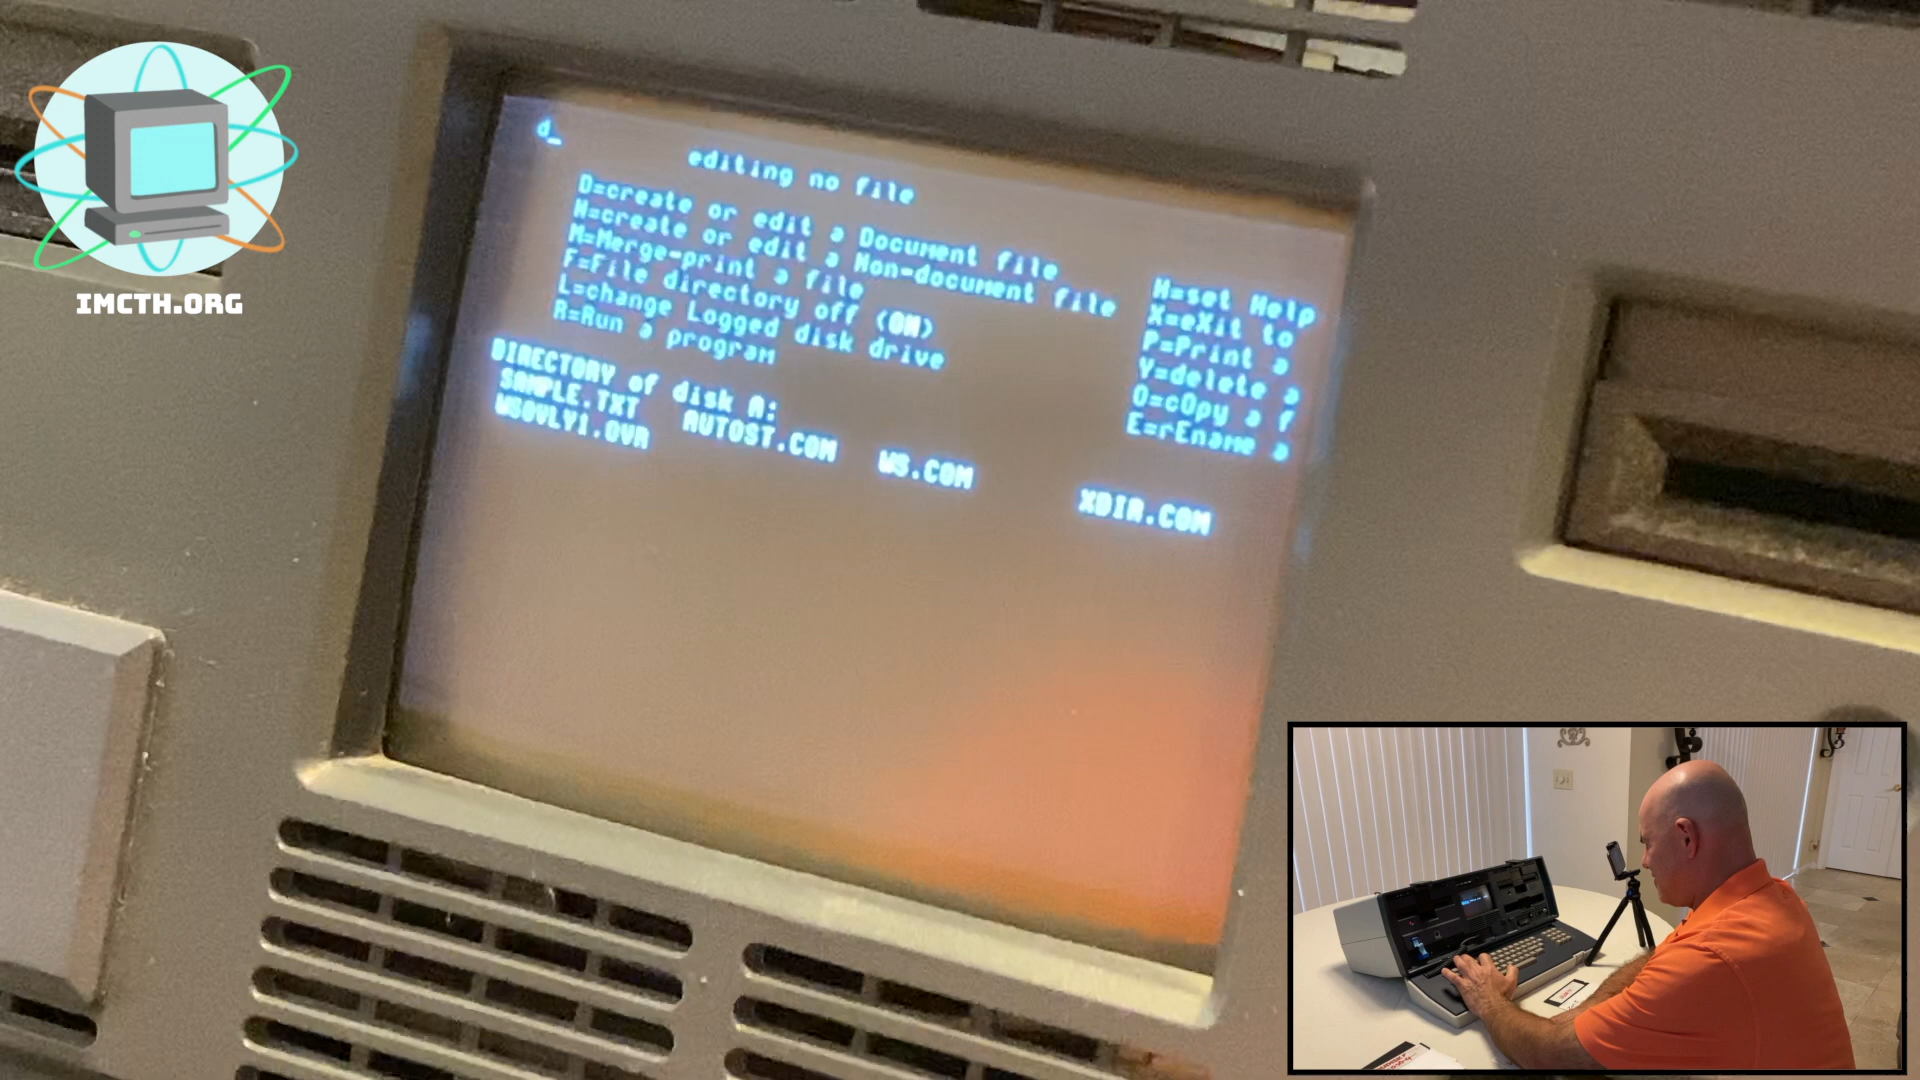 IMCTH.ORG
d_
editing no file
D=create or edit a Document file
N=create or edit a Non-document file
M=Merge-print a file
F=File directory off (ON)
L=change Logged disk drive
R=Run a program
H=set Help
X=eXit to
P=Print a
Y=delete a
O=cOpy a f
E=rEname a
DIRECTORY of disk A:
SAMPLE.TXT AUTOST.COM WS.COM XDIR.COM
WSOVLY1.OVR